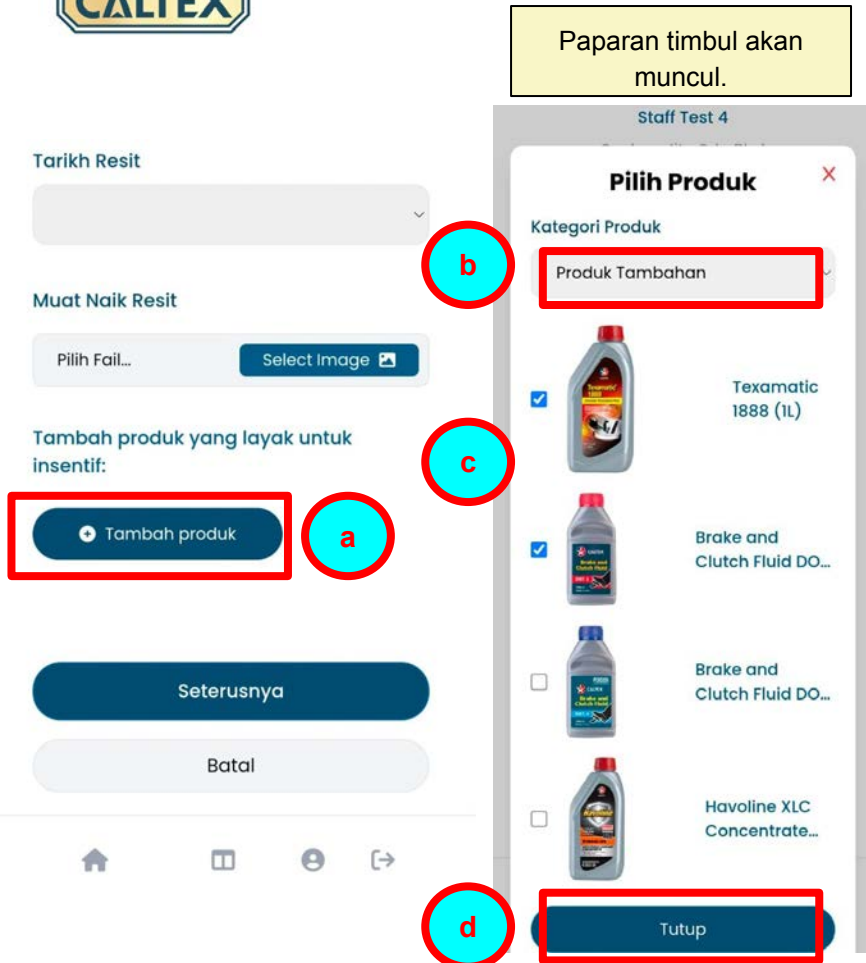 CALTEX
Tarikh Resit
Muat Naik Resit
Pilih Fail...
Select Image
Tambah produk yang layak untuk
insentif:
Tambah produk
a
Seterusnya
Batal
Paparan timbul akan
muncul.
Staff Test 4
Pilih Produk
X
Kategori Produk
b
Produk Tambahan
Texamatic
1888 (1L)
c
Brake and
Clutch Fluid DO...
Brake and
Clutch Fluid DO...
Havoline XLC
Concentrate...
d
Tutup